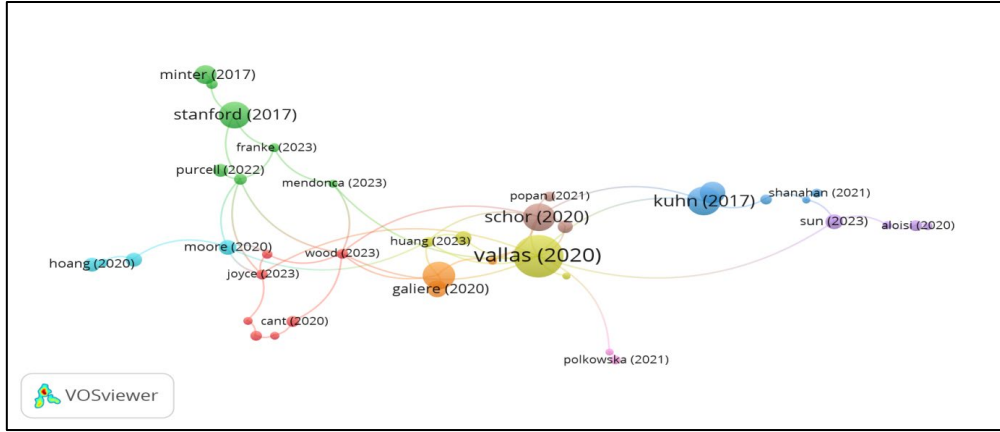 minter (2017)
stanford (2017)
franke (2023)
purcell (2022)
mendonca (2023)
popan (2021)
shanahan (2021)
kuhn (2017)
schor (2020)
sun (2023)
aloisi (2020)
huang (2023)
moore (2020)
wood (2023)
vallas (2020)
hoang (2020)
joyce (2023)
galiere (2020)
cant (2020)
polkowska (2021)
VOSviewer